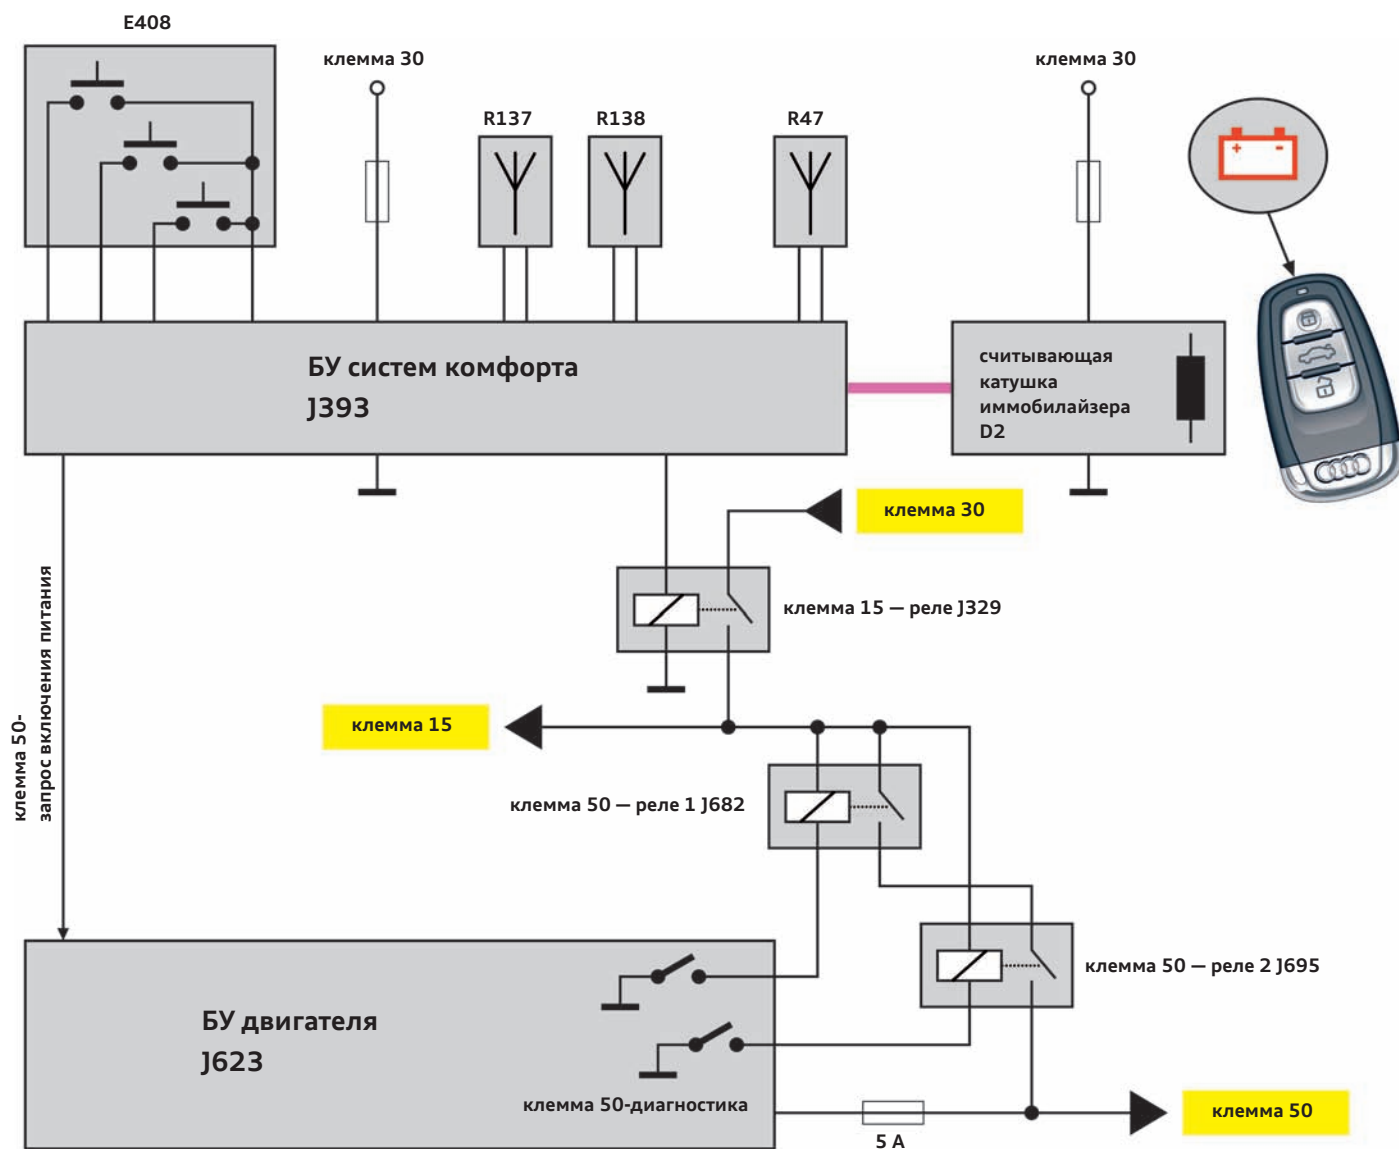 E408
клемма 30
клемма 30
R137
R138
R47
+ -
БУ систем комфорта
J393
считывающая
катушка
иммобилайзера
D2
клемма 30
клемма 15 — реле J329
клемма 50-
запрос включения питания
клемма 15
клемма 50 — реле 1 J682
клемма 50 — реле 2 J695
БУ двигателя
J623
клемма 50-диагностика
клемма 50
5 A